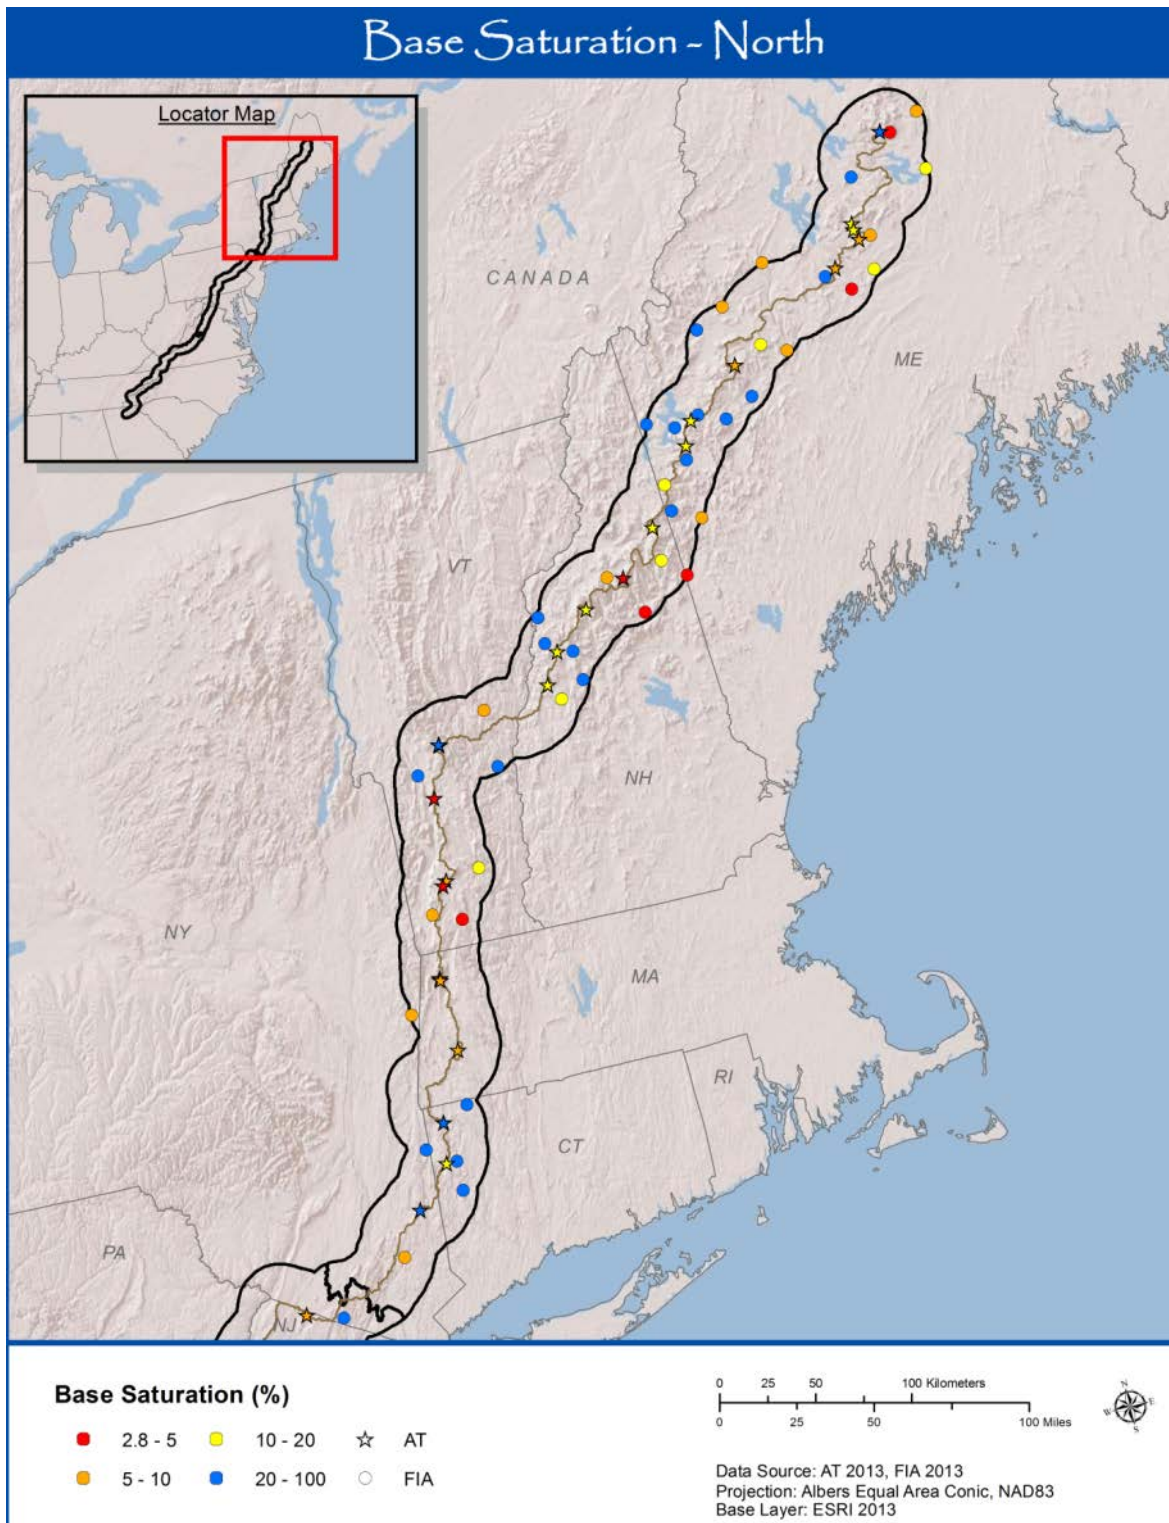 Base Saturation - North
Locator Map
CANADA
ME
VT
NH
NY
MA
RI
CT
PA
NJ
Base Saturation (%)
2.8 - 5
10 - 20
AT
5 - 10
20 - 100
FIA
0 25 50 100 Kilometers
0 25 50 100 Miles
N
W E
S
Data Source: AT 2013, FIA 2013
Projection: Albers Equal Area Conic, NAD83
Base Layer: ESRI 2013